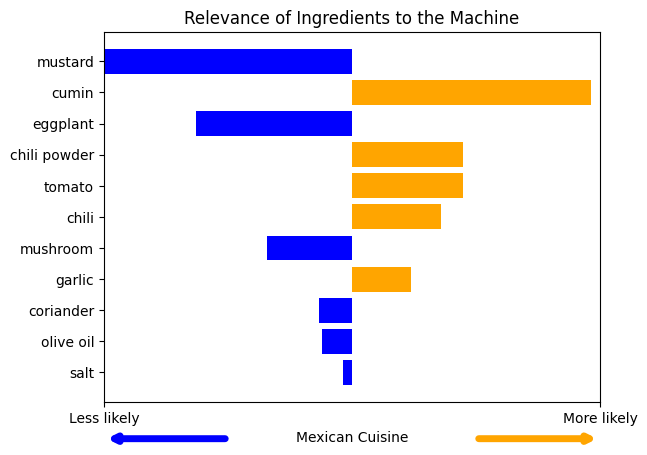 Relevance of Ingredients to the Machine
mustard
cumin
eggplant
chili powder
tomato
chili
mushroom
garlic
coriander
olive oil
salt
Less likely
More likely
Mexican Cuisine